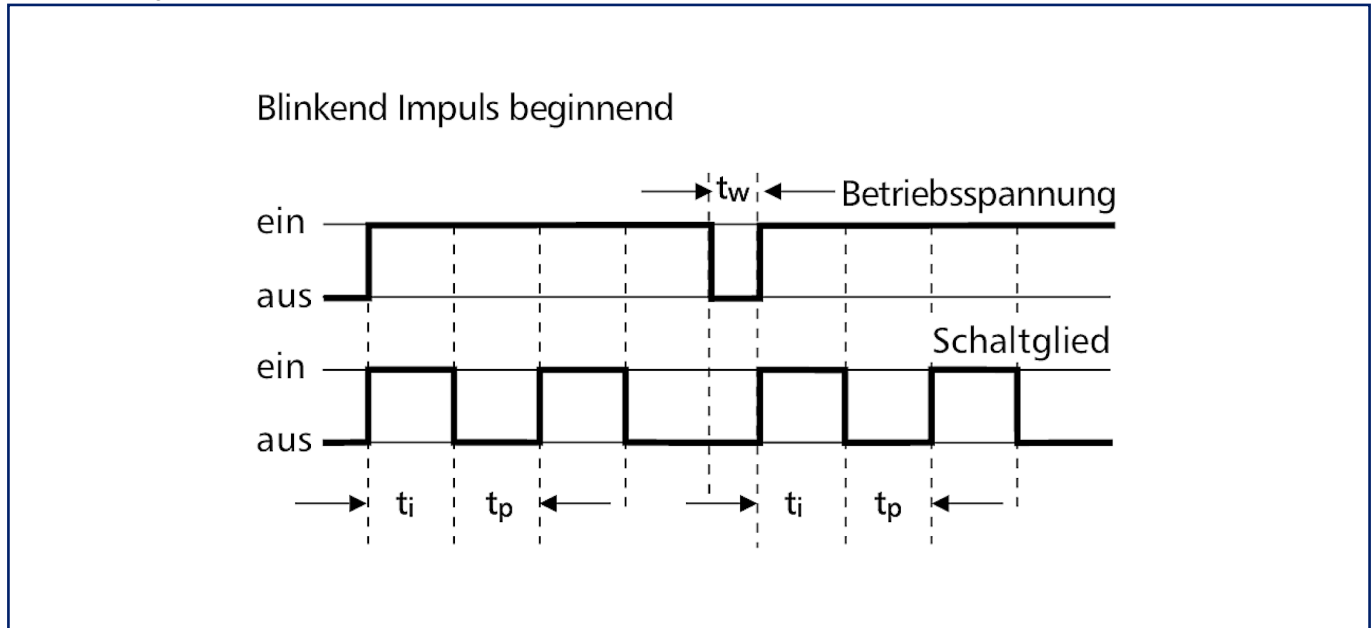 Blinkend Impuls beginnend
tw
Betriebsspannung
ein
aus
Schaltglied
ein
aus
ti tp ti tp